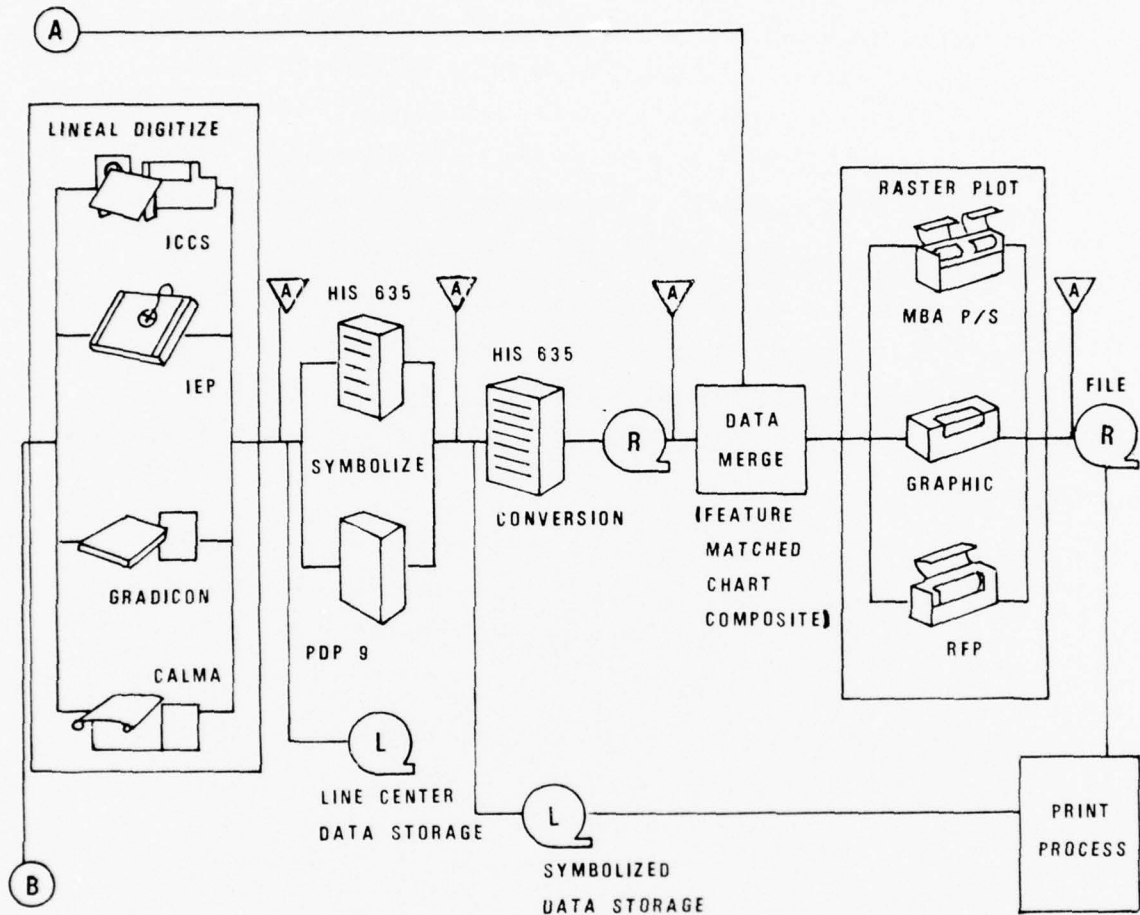 A
LINEAL DIGITIZE
ICCS
IEP
GRADICON
CALMA
B
A
HIS 635
SYMBOLIZE
PDP 9
A
L
LINE CENTER
DATA STORAGE
HIS 635
CONVERSION
R
A
L
SYMBOLIZED
DATA STORAGE
DATA
MERGE
(FEATURE
MATCHED
CHART
COMPOSITE)
RASTER PLOT
MBA P/S
GRAPHIC
RFP
A
FILE
R
PRINT
PROCESS